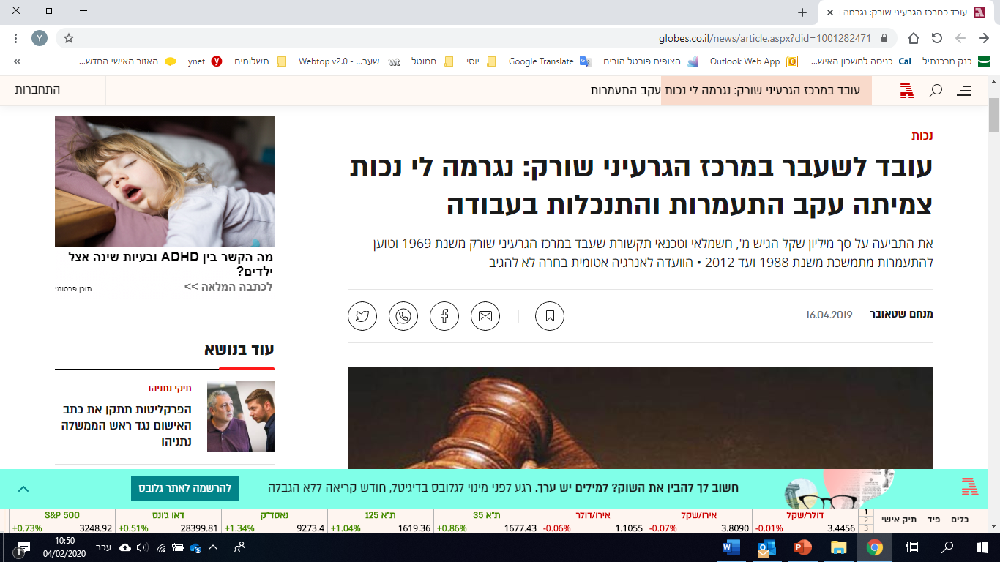 עובד במרכז הגרעיני שורק: נגרמה
globes.co.il/news/article.aspx?did=1001282471
Y
בנק מרכנתיל
Cal כניסה לחשבון האיש...
Outlook Web App
הצופים פורטל הורים
Google Translate
יוסי
חמוטל
wt שער... - Webtop v2.0
תשלומים
ynet
האזור האישי החדש...
עובד במרכז הגרעיני שורק: נגרמה לי נכות עקב התעמרות
התחברות
נכות
עובד לשעבר במרכז הגרעיני שורק: נגרמה לי נכות
צמיתה עקב התעמרות והתנכלות בעבודה
את התביעה על סך מיליון שקל הגיש מ', חשמלאי וטכנאי תקשורת שעבד במרכז הגרעיני שורק משנת 1969 וטוען
להתעמרות מתמשכת משנת 1988 ועד 2012 • הוועדה לאנרגיה אטומית בחרה לא להגיב
מנחם שטאובר
16.04.2019
מה הקשר בין ADHD ובעיות שינה אצל
ילדים?
לכתבה המלאה >>
תוכן פרסומי
עוד בנושא
תיקי נתניהו
הפרקליטות תתקן את כתב
האישום נגד ראש הממשלה
נתניהו
חשוב לך להבין את השוק? למילים יש ערך. רגע לפני מינוי לגלובס בדיגיטל, חודש קריאה ללא הגבלה
להרשמה לאתר גלובס
כלים
פיד
תיק אישי
1
2
3
דולר/שקל
3.4456
-0.01%
אירו/שקל
3.8090
-0.07%
אירו/דולר
1.1055
-0.06%
ת"א 35
1677.43
+0.86%
ת"א 125
1619.36
+1.04%
נאסד"ק
9273.4
+1.34%
דאו ג'ונס
28399.81
+0.51%
S&P 500
3248.92
+0.73%
עבר
10:50
04/02/2020
1